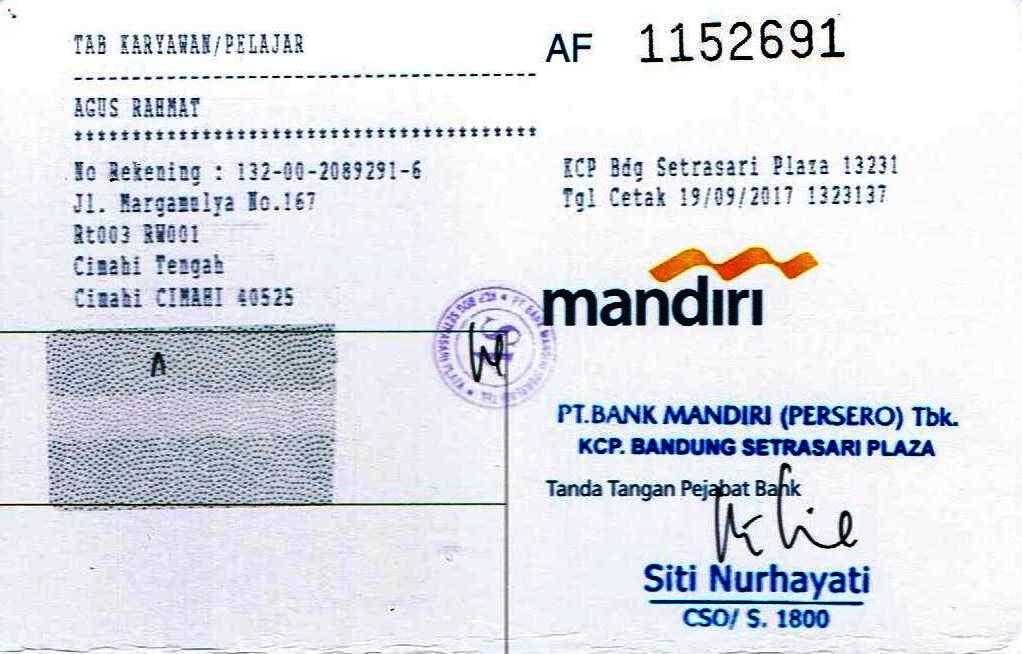 TAB KARYAWAN/PELAJAR
AF 1152691
AGUS RAHMAT
No Rekening : 132-00-2089291-6
Jl. Margamulya No.167
Rt003 RW001
Cimahi Tengah
Cimahi CIMAHI 40525
KCP Bdg Setrasari Plaza 13231
Tgl Cetak 19/09/2017 1323137
mandiri
A
PT.BANK MANDIRI (PERSERO) Tbk.
KCP. BANDUNG SETRASARI PLAZA
Tanda Tangan Pejabat Bank
Siti Nurhayati
CSO/ S. 1800